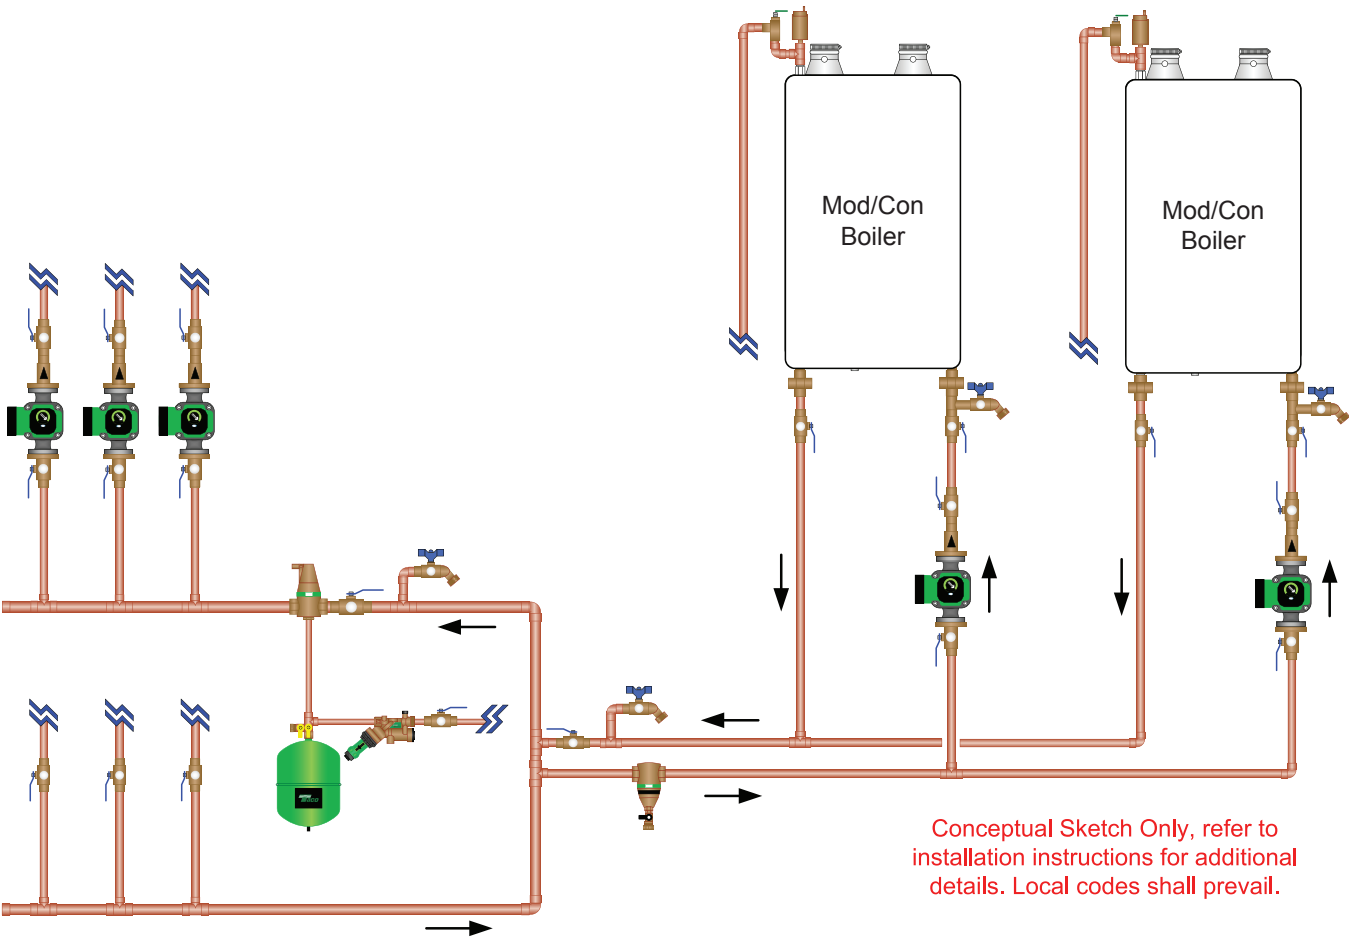 Mod/Con
Boiler
Mod/Con
Boiler
TACO
Conceptual Sketch Only, refer to
installation instructions for additional
details. Local codes shall prevail.